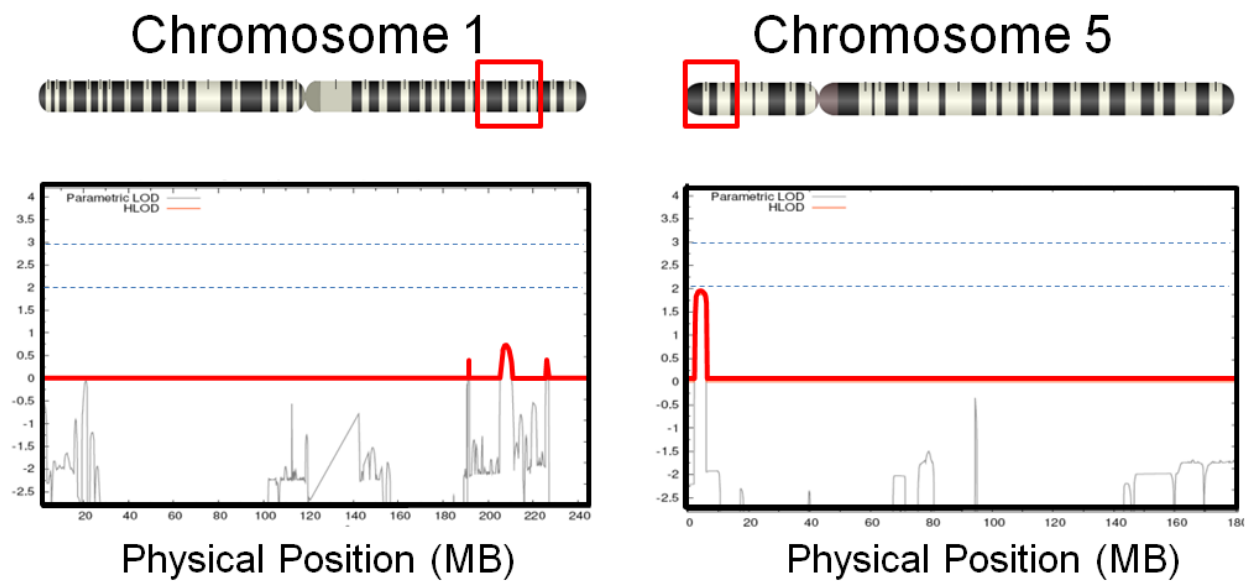 Chromosome 1
Chromosome 5
Parametric LOD
HLOD
4
3.5
3
2.5
2
1.5
1
0.5
0
-0.5
-1
-1.5
-2
-2.5
20 40 60 80 100 120 140 160 180 200 220 240
Physical Position (MB)
Parametric LOD
HLOD
4
3.5
3
2.5
2
1.5
1
0.5
0
-0.5
-1
-1.5
-2
-2.5
0 20 40 60 80 100 120 140 160 180
Physical Position (MB)